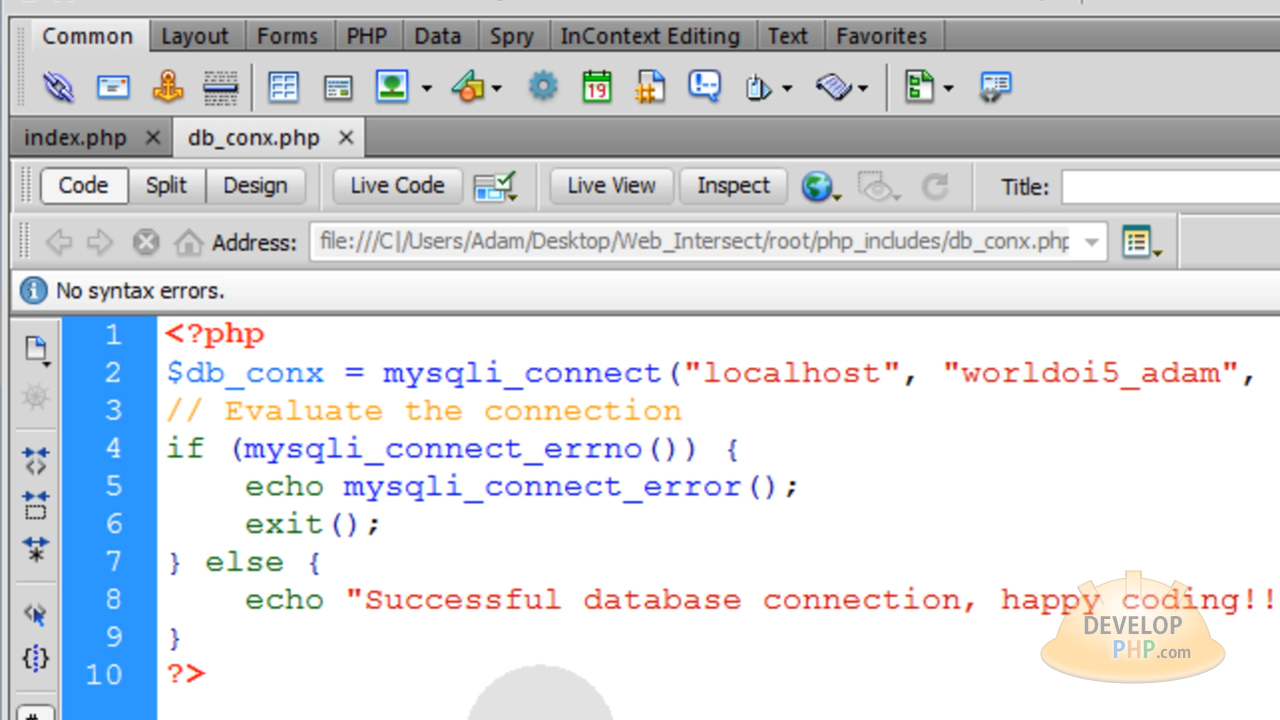 Common Layout Forms PHP Data Spry InContext Editing Text Favorites
19
index.php db_conx.php
Code Split Design Live Code Live View Inspect Title:
Address: file:///C|/Users/Adam/Desktop/Web_Intersect/root/php_includes/db_conx.php
No syntax errors.
1 <?php
2 $db_conx = mysqli_connect("localhost", "worldoi5_adam",
3 // Evaluate the connection
4 if (mysqli_connect_errno()) {
5 echo mysqli_connect_error();
6 exit();
7 } else {
8 echo "Successful database connection, happy coding!!
9 }
10 ?>
DEVELOP
PHP.com